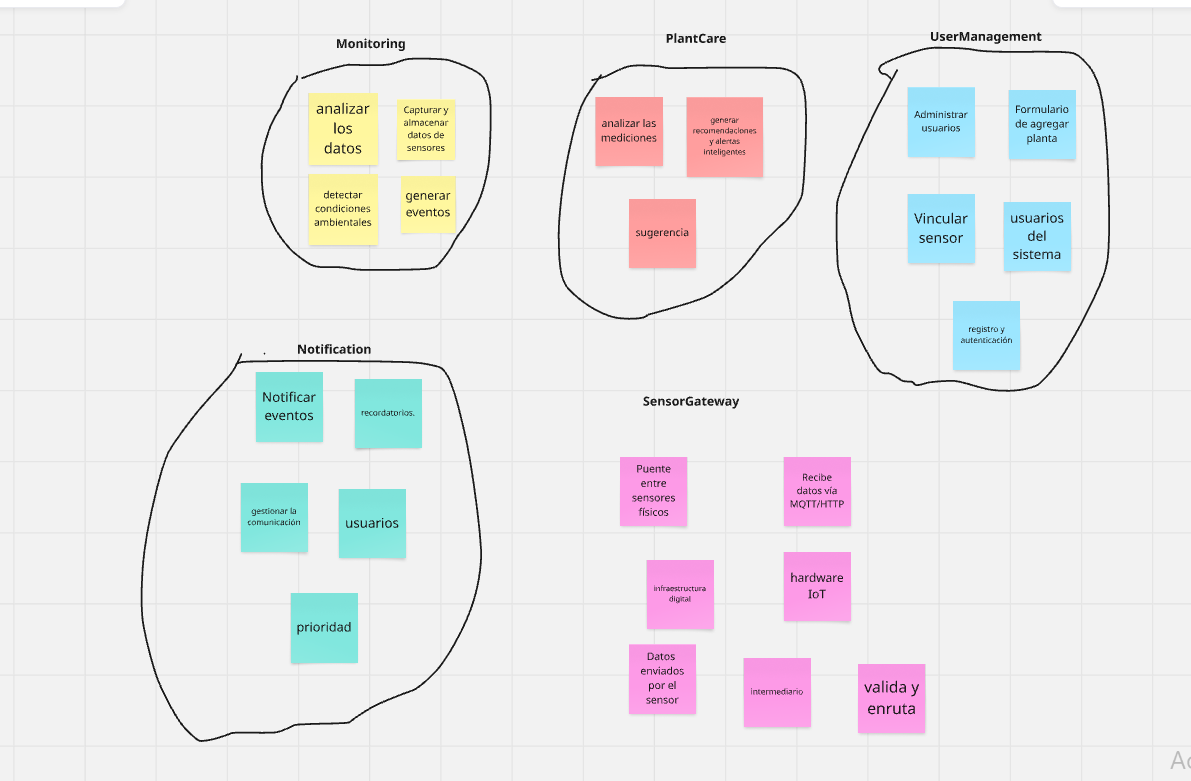 Monitoring
analizar
los
datos
Capturar y
almacenar
datos de
sensores
detectar
condiciones
ambientales
generar
eventos
PlantCare
analizar las
mediciones
generar
recomendaciones
y alertas
inteligentes
sugerencia
UserManagement
Administrar
usuarios
Formulario
de agregar
planta
Vincular
sensor
usuarios
del
sistema
registro y
autenticación
Notification
Notificar
eventos
recordatorios.
gestionar la
comunicación
usuarios
prioridad
SensorGateway
Puente
entre
sensores
físicos
Recibe
datos vía
MQTT/HTTP
infraestructura
digital
hardware
IoT
Datos
enviados
por el
sensor
intermediario
valida y
enruta